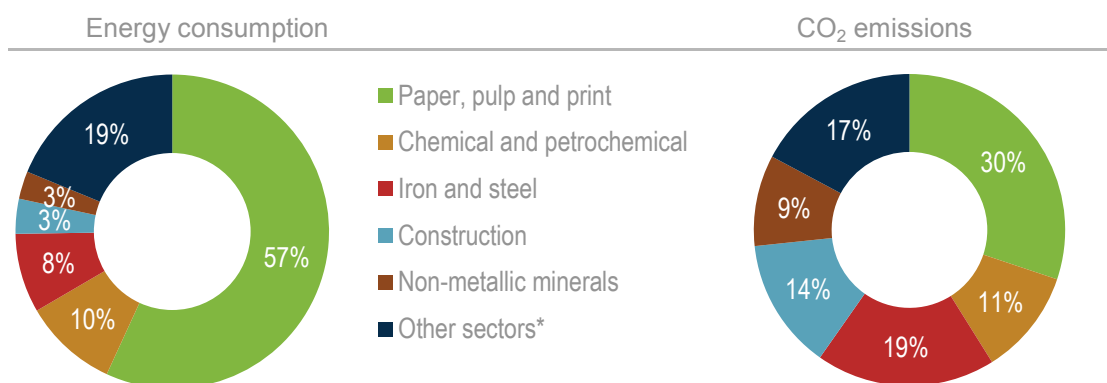 Energy consumption
CO₂ emissions
19%
3%
3%
8%
10%
57%
Paper, pulp and print
Chemical and petrochemical
Iron and steel
Construction
Non-metallic minerals
Other sectors*
17%
9%
14%
19%
11%
30%